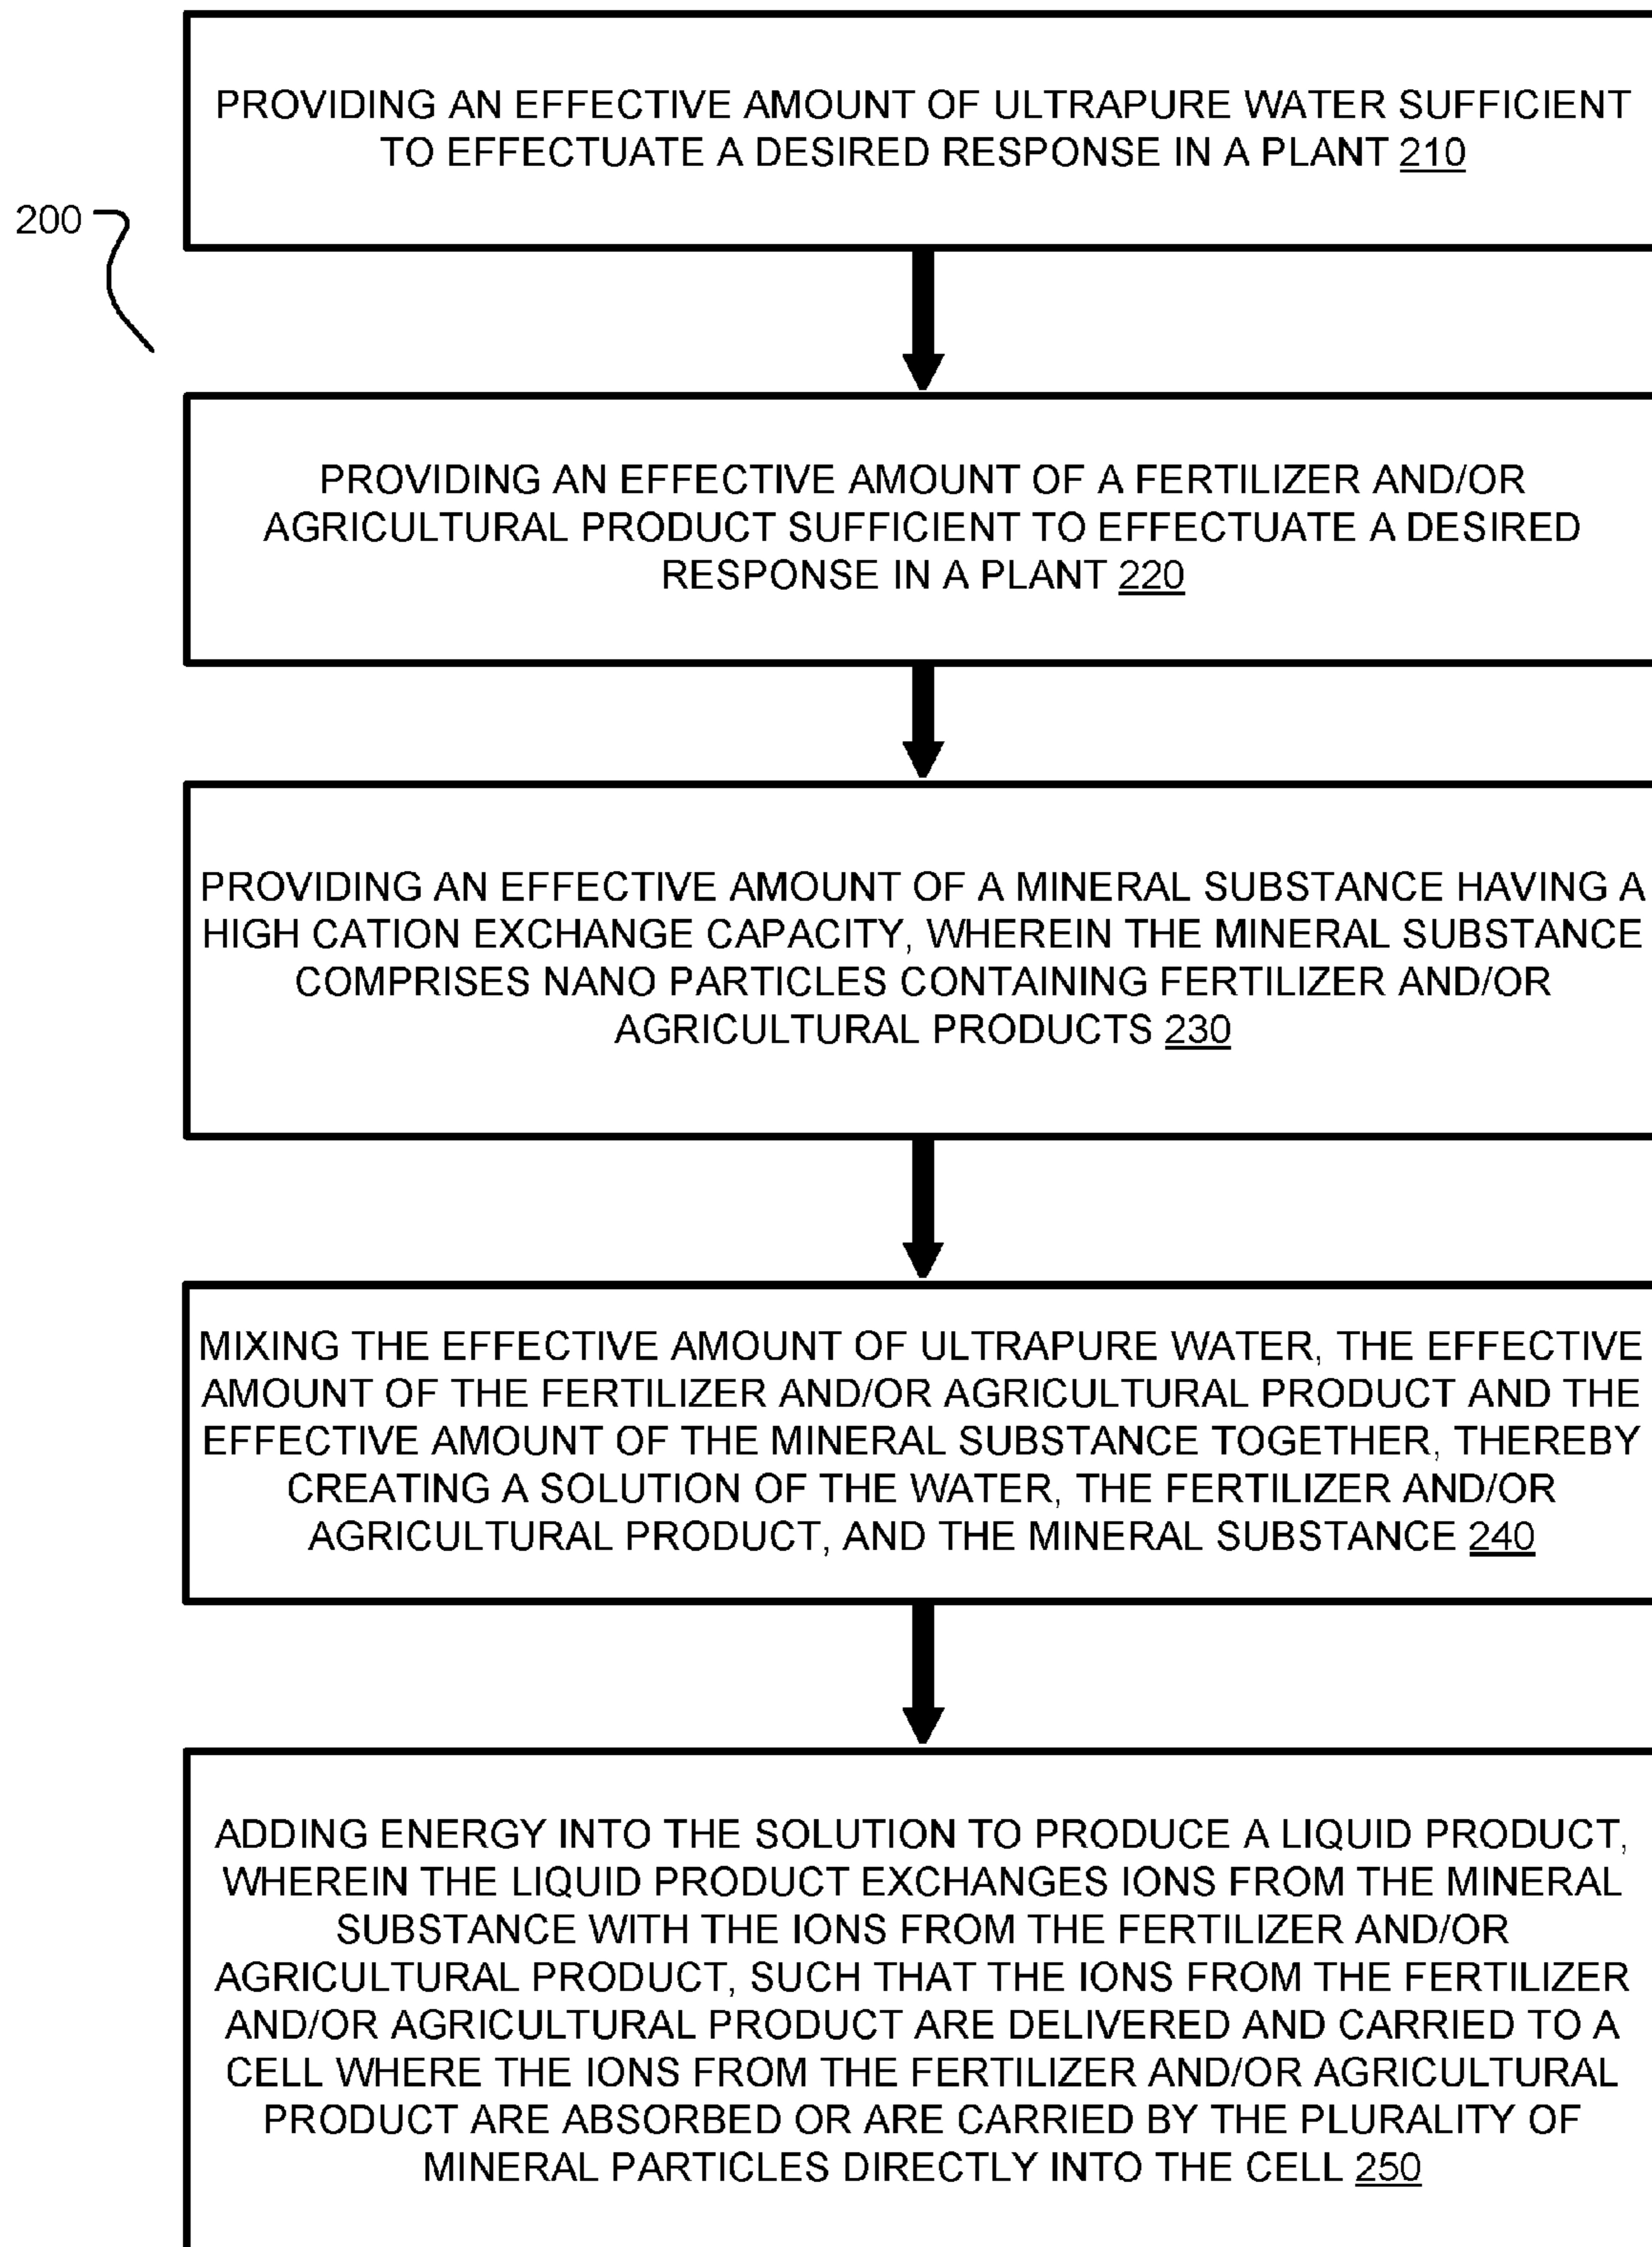 PROVIDING AN EFFECTIVE AMOUNT OF ULTRAPURE WATER SUFFICIENT
TO EFFECTUATE A DESIRED RESPONSE IN A PLANT 210
200
PROVIDING AN EFFECTIVE AMOUNT OF A FERTILIZER AND/OR
AGRICULTURAL PRODUCT SUFFICIENT TO EFFECTUATE A DESIRED
RESPONSE IN A PLANT 220
PROVIDING AN EFFECTIVE AMOUNT OF A MINERAL SUBSTANCE HAVING A
HIGH CATION EXCHANGE CAPACITY, WHEREIN THE MINERAL SUBSTANCE
COMPRISES NANO PARTICLES CONTAINING FERTILIZER AND/OR
AGRICULTURAL PRODUCTS 230
MIXING THE EFFECTIVE AMOUNT OF ULTRAPURE WATER, THE EFFECTIVE
AMOUNT OF THE FERTILIZER AND/OR AGRICULTURAL PRODUCT AND THE
EFFECTIVE AMOUNT OF THE MINERAL SUBSTANCE TOGETHER, THEREBY
CREATING A SOLUTION OF THE WATER, THE FERTILIZER AND/OR
AGRICULTURAL PRODUCT, AND THE MINERAL SUBSTANCE 240
ADDING ENERGY INTO THE SOLUTION TO PRODUCE A LIQUID PRODUCT,
WHEREIN THE LIQUID PRODUCT EXCHANGES IONS FROM THE MINERAL
SUBSTANCE WITH THE IONS FROM THE FERTILIZER AND/OR
AGRICULTURAL PRODUCT, SUCH THAT THE IONS FROM THE FERTILIZER
AND/OR AGRICULTURAL PRODUCT ARE DELIVERED AND CARRIED TO A
CELL WHERE THE IONS FROM THE FERTILIZER AND/OR AGRICULTURAL
PRODUCT ARE ABSORBED OR ARE CARRIED BY THE PLURALITY OF
MINERAL PARTICLES DIRECTLY INTO THE CELL 250